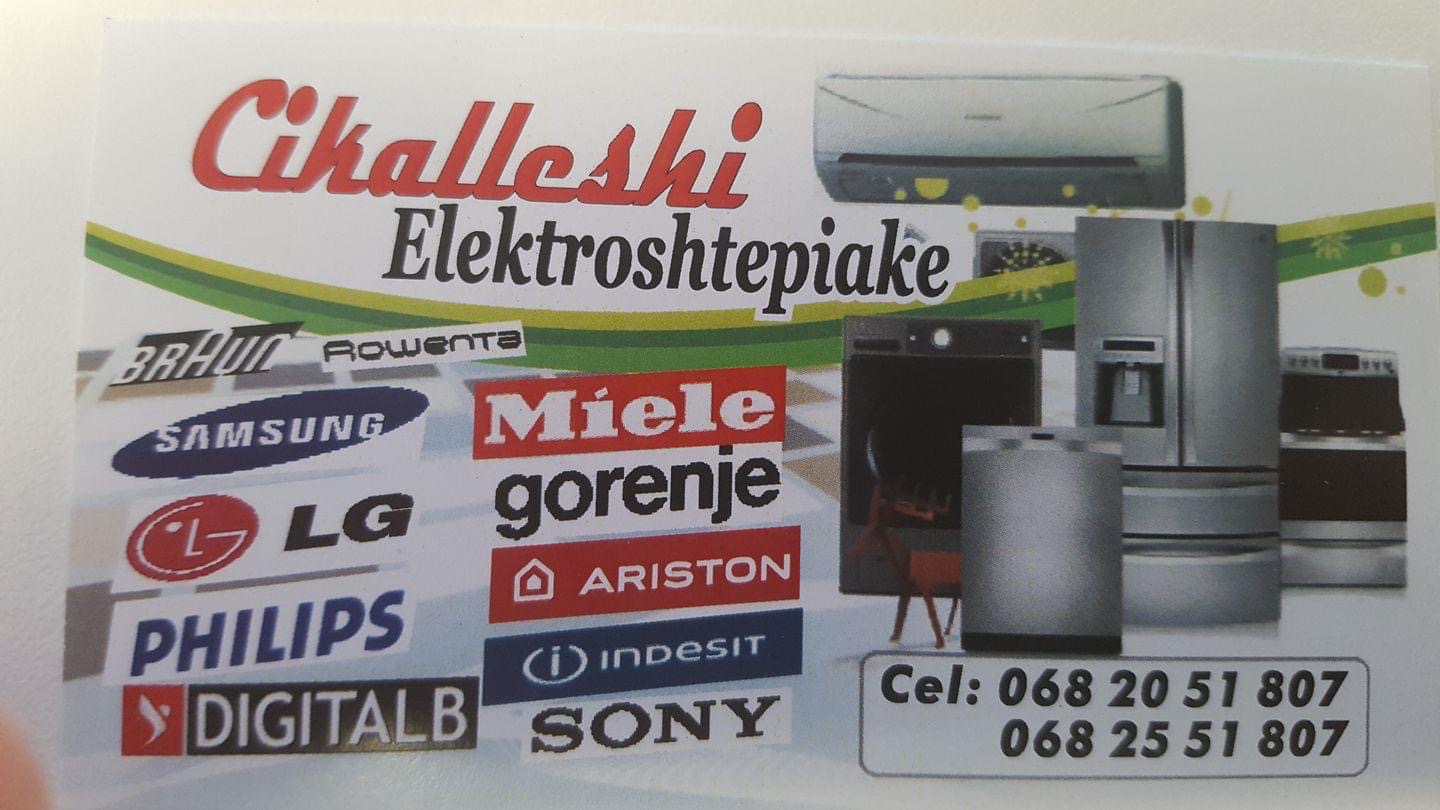 Cikalleshi
Elektroshtepiake
BRAUN
ROWENTA
SAMSUNG
LG
PHILIPS
DIGITALB
Miele
gorenje
ARISTON
INDESIT
SONY
Cel: 068 20 51 807
068 25 51 807